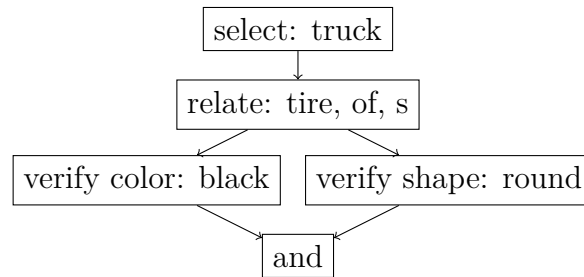 select: truck
relate: tire, of, s
verify color: black
verify shape: round
and